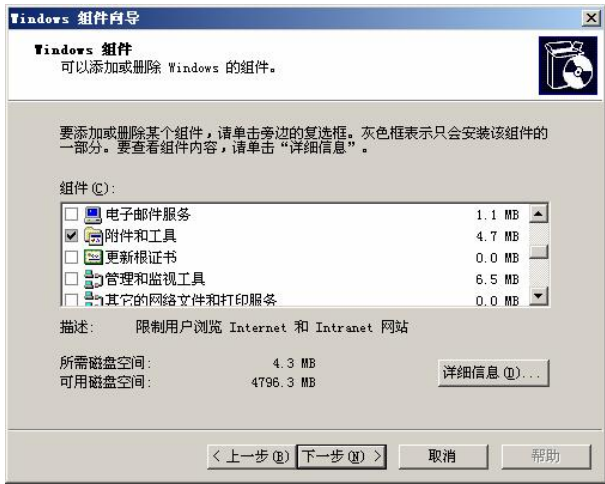 Windows 组件向导
Windows 组件
可以添加或删除 Windows 的组件。
要添加或删除某个组件，请单击旁边的复选框。灰色框表示只会安装该组件的
一部分。要查看组件内容，请单击“详细信息”。
组件(C):
电子邮件服务 1.1 MB
附件和工具 4.7 MB
更新根证书 0.0 MB
管理和监视工具 6.5 MB
其它的网络文件和打印服务 0.0 MB
描述: 限制用户浏览 Internet 和 Intranet 网站
所需磁盘空间: 4.3 MB
可用磁盘空间: 4796.3 MB
详细信息(D)...
< 上一步(B) 下一步(N) > 取消 帮助